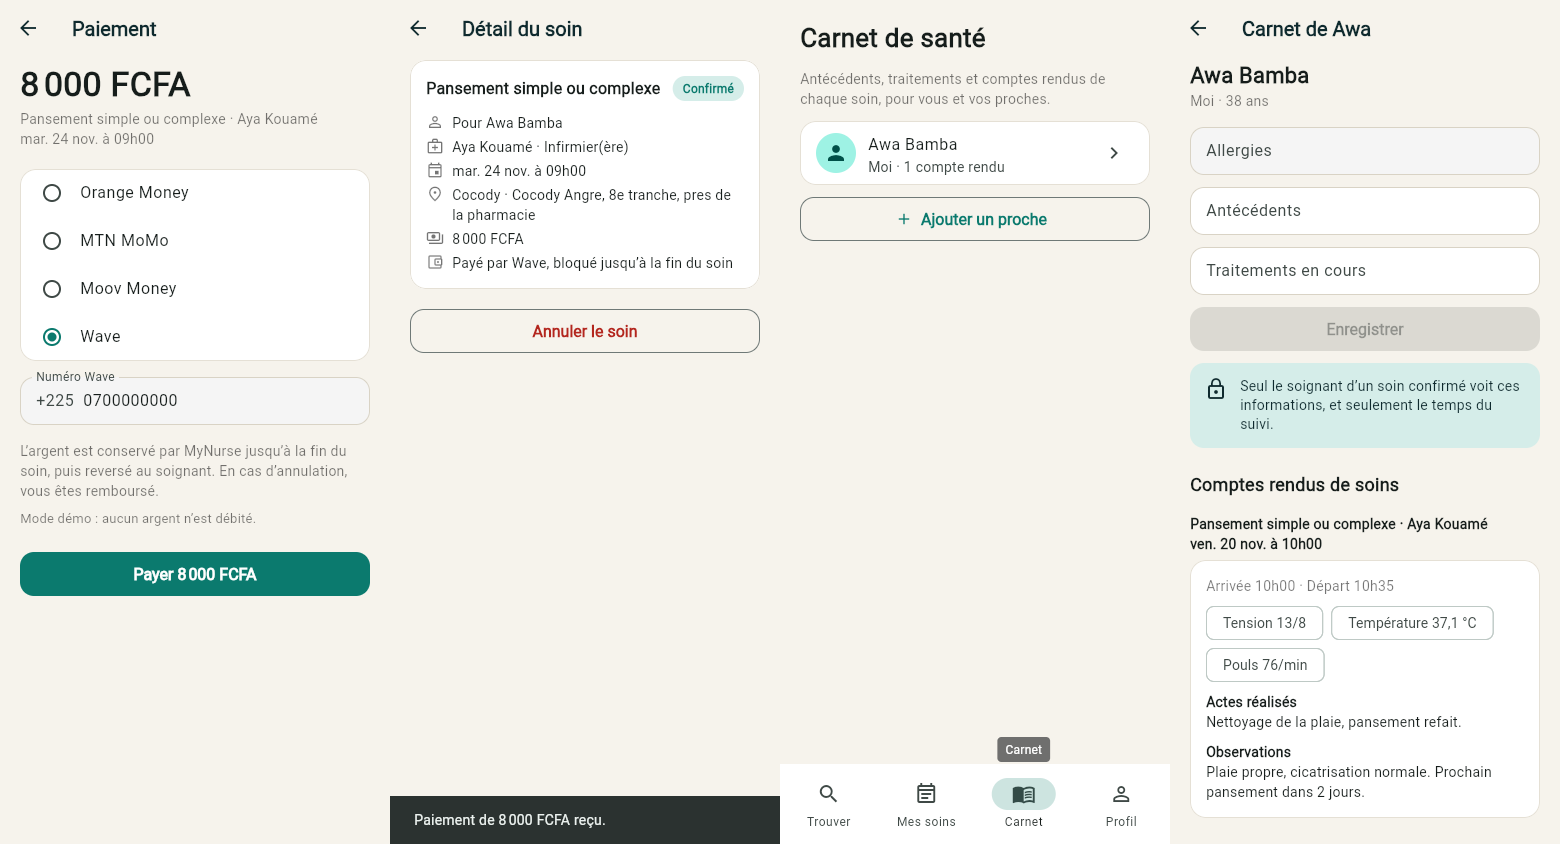 Paiement
8 000 FCFA
Pansement simple ou complexe · Aya Kouamé
mar. 24 nov. à 09h00
Orange Money
MTN MoMo
Moov Money
Wave
Numéro Wave
+225 0700000000
L’argent est conservé par MyNurse jusqu’à la fin du
soin, puis reversé au soignant. En cas d’annulation,
vous êtes remboursé.
Mode démo : aucun argent n’est débité.
Payer 8 000 FCFA
Détail du soin
Pansement simple ou complexe
Confirmé
Pour Awa Bamba
Aya Kouamé · Infirmier(ère)
mar. 24 nov. à 09h00
Cocody · Cocody Angre, 8e tranche, pres de
la pharmacie
8 000 FCFA
Payé par Wave, bloqué jusqu’à la fin du soin
Annuler le soin
Paiement de 8 000 FCFA reçu.
Carnet de santé
Antécédents, traitements et comptes rendus de
chaque soin, pour vous et vos proches.
Awa Bamba
Moi · 1 compte rendu
+ Ajouter un proche
Carnet
Trouver
Mes soins
Carnet
Profil
Carnet de Awa
Awa Bamba
Moi · 38 ans
Allergies
Antécédents
Traitements en cours
Enregistrer
Seul le soignant d’un soin confirmé voit ces
informations, et seulement le temps du
suivi.
Comptes rendus de soins
Pansement simple ou complexe · Aya Kouamé
ven. 20 nov. à 10h00
Arrivée 10h00 · Départ 10h35
Tension 13/8
Température 37,1 °C
Pouls 76/min
Actes réalisés
Nettoyage de la plaie, pansement refait.
Observations
Plaie propre, cicatrisation normale. Prochain
pansement dans 2 jours.